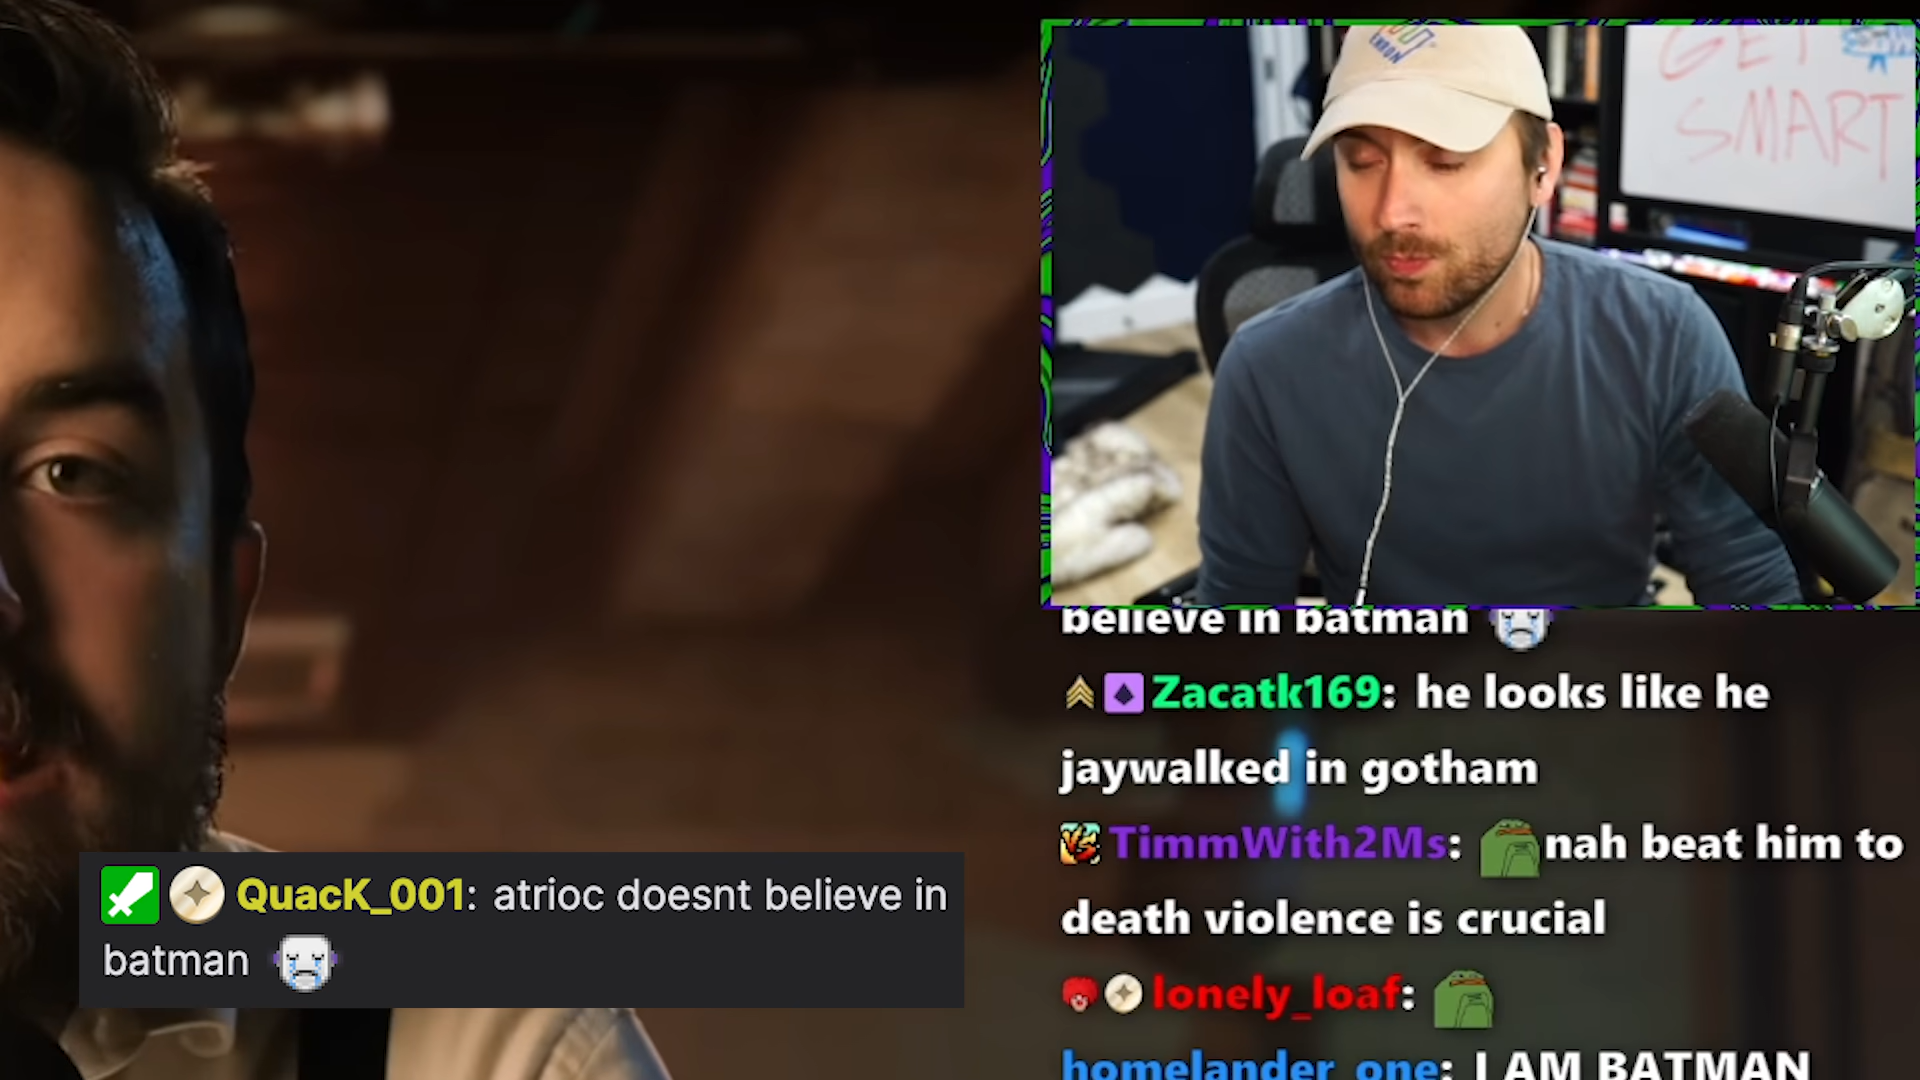 ENRON
GET
SMART
believe in batman
Zacatk169: he looks like he
jaywalked in gotham
TimmWith2Ms: nah beat him to
death violence is crucial
lonely_loaf:
homelander_one: I AM BATMAN
QuacK_001: atrioc doesnt believe in
batman